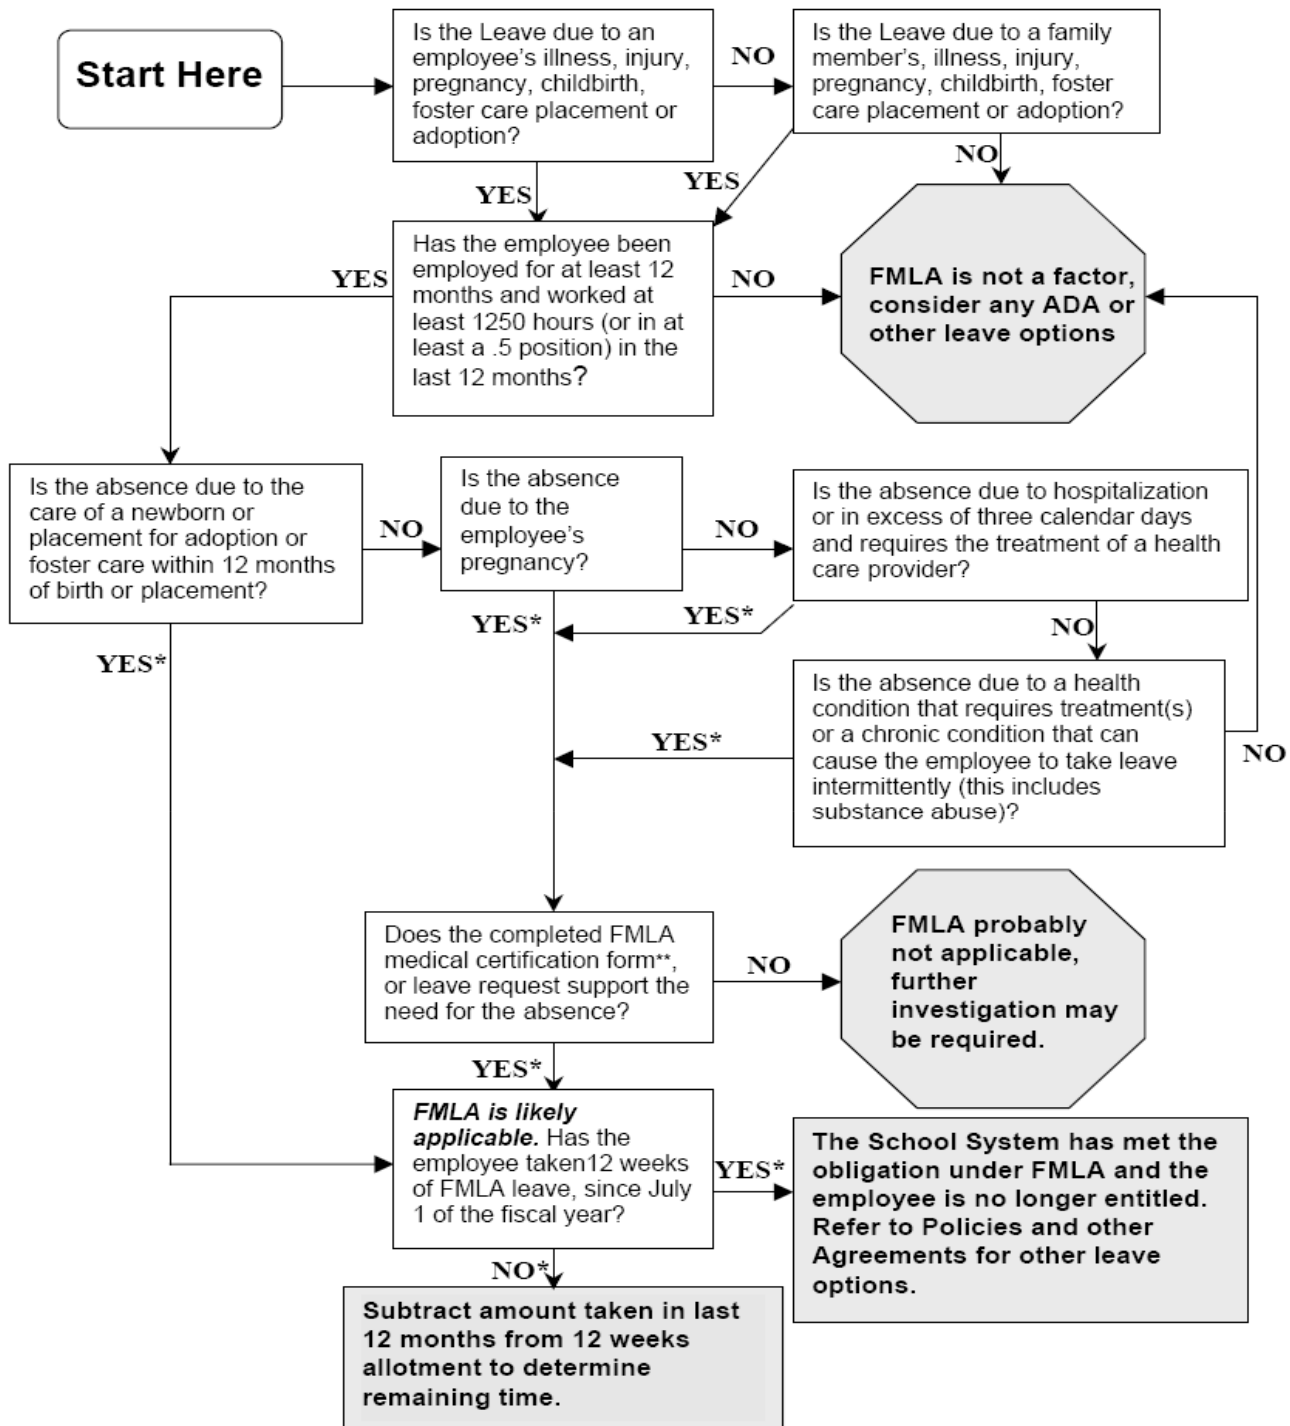 Start Here
Is the Leave due to an
employee's illness, injury,
pregnancy, childbirth,
foster care placement or
adoption?
NO
Is the Leave due to a family
member's, illness, injury,
pregnancy, childbirth, foster
care placement or adoption?
YES
YES
NO
Has the employee been
employed for at least 12
months and worked at
least 1250 hours (or in at
least a .5 position) in the
last 12 months?
YES
NO
FMLA is not a factor,
consider any ADA or
other leave options
Is the absence due to the
care of a newborn or
placement for adoption or
foster care within 12 months
of birth or placement?
NO
Is the absence
due to the
employee's
pregnancy?
NO
Is the absence due to hospitalization
or in excess of three calendar days
and requires the treatment of a health
care provider?
YES*
YES*
YES*
NO
Is the absence due to a health
condition that requires treatment(s)
or a chronic condition that can
cause the employee to take leave
intermittently (this includes
substance abuse)?
YES*
NO
Does the completed FMLA
medical certification form**,
or leave request support the
need for the absence?
NO
FMLA probably
not applicable,
further
investigation may
be required.
YES*
FMLA is likely
applicable. Has the
employee taken12 weeks
of FMLA leave, since July
1 of the fiscal year?
YES*
The School System has met the
obligation under FMLA and the
employee is no longer entitled.
Refer to Policies and other
Agreements for other leave
options.
NO*
Subtract amount taken in last
12 months from 12 weeks
allotment to determine
remaining time.